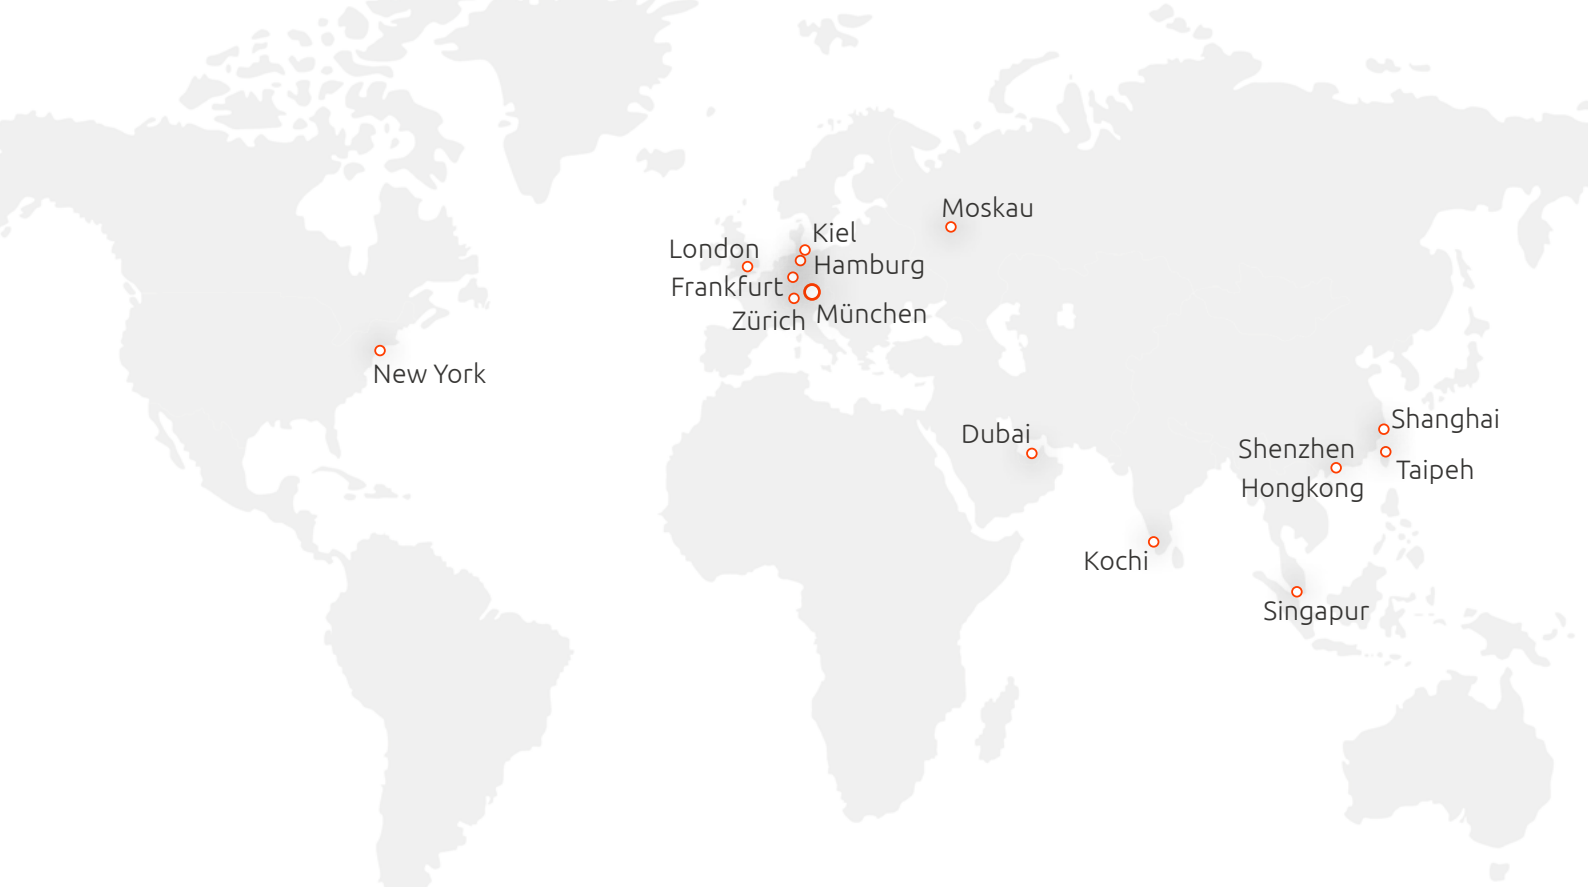 Moskau
Kiel
London
Hamburg
Frankfurt
München
Zürich
New York
Shanghai
Dubai
Shenzhen
Taipeh
Hongkong
Kochi
Singapur